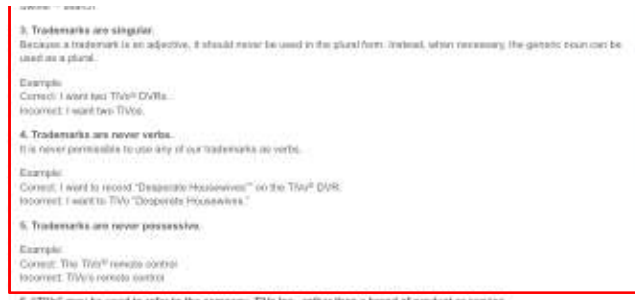 3. Trademarks are singular.
Because a trademark is an adjective, it should never be used in the plural form. Instead, when necessary, the generic noun can be
used as a plural.
Example:
Correct: I want two TiVo® DVRs.
Incorrect: I want two TiVos.
4. Trademarks are never verbs.
It is never permissible to use any of our trademarks as verbs.
Example:
Correct: I want to record "Desperate Housewives" on the TiVo® DVR.
Incorrect: I want to TiVo "Desperate Housewives."
5. Trademarks are never possessive.
Example:
Correct: The TiVo® remote control
Incorrect: TiVo's remote control